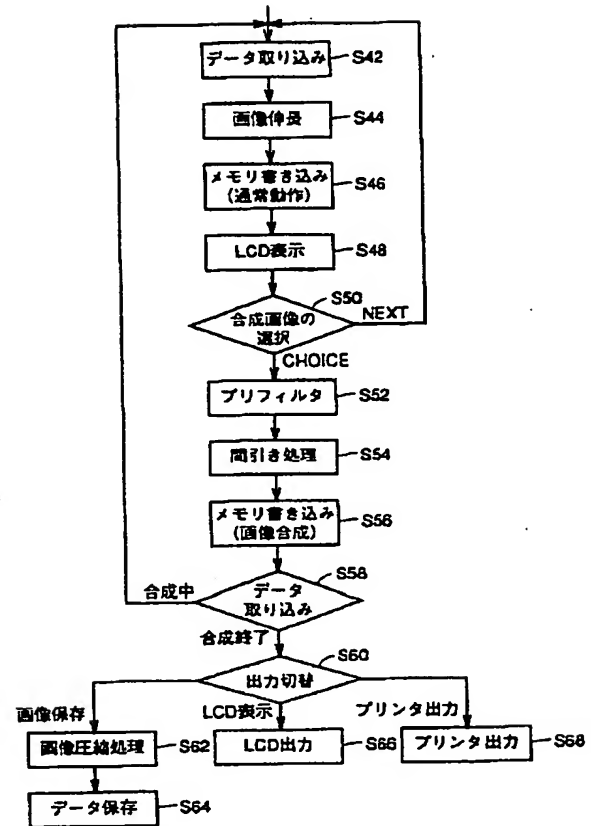 データ取り込み S42
画像伸長 S44
メモリ書き込み S46
(通常動作)
LCD表示 S48
S50
合成画像の NEXT
選択
CHOICE
プリフィルタ S52
間引き処理 S54
メモリ書き込み S56
(画像合成)
S58
合成中 データ
取り込み
合成終了
S60
出力切替
画像保存 LCD表示 プリンタ出力
画像圧縮処理 S62 LCD出力 S66 プリンタ出力 S68
データ保存 S64